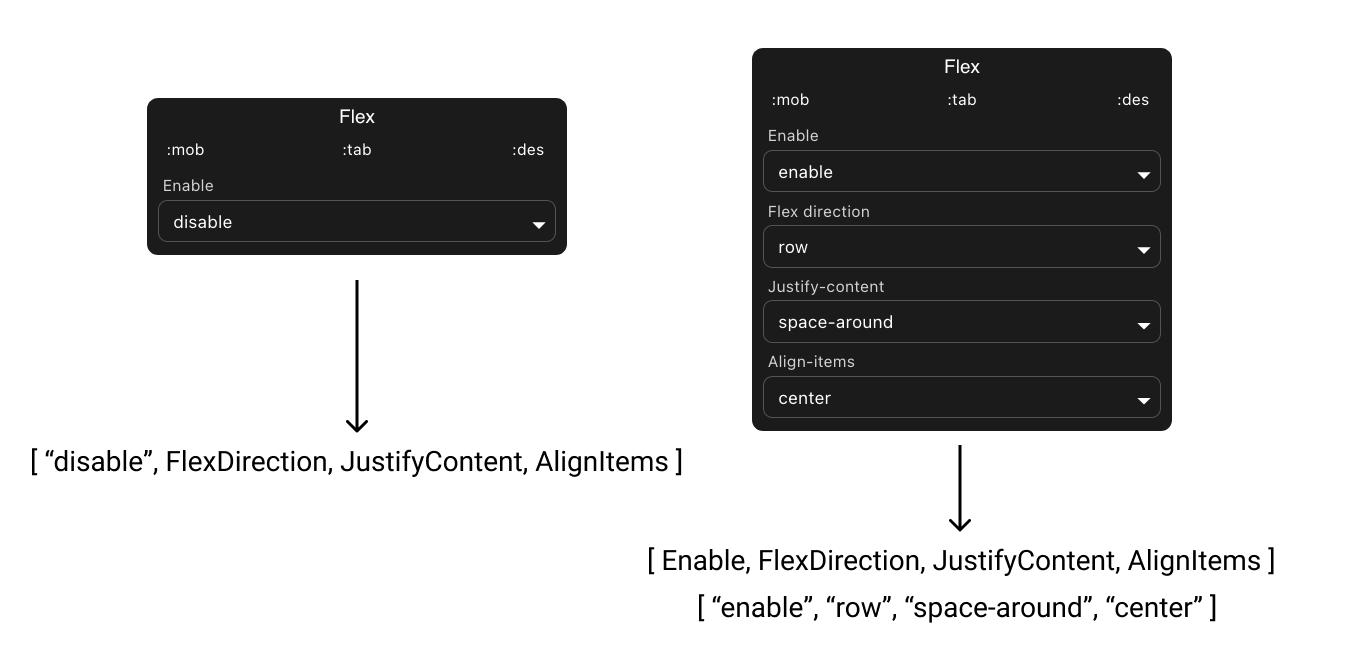 Flex
:mob :tab :des
Enable
disable
[ “disable”, FlexDirection, JustifyContent, AlignItems ]
Flex
:mob :tab :des
Enable
enable
Flex direction
row
Justify-content
space-around
Align-items
center
[ Enable, FlexDirection, JustifyContent, AlignItems ]
[ “enable”, “row”, “space-around”, “center” ]